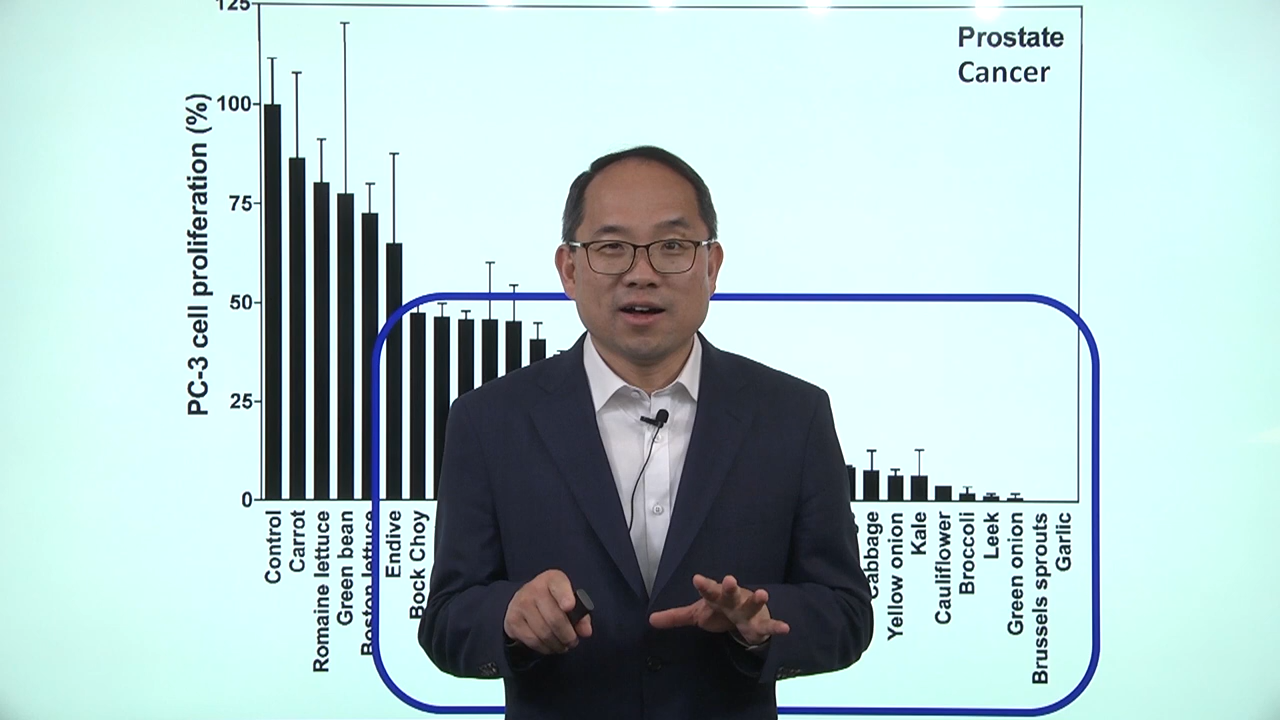 125
100
75
50
25
0
PC-3 cell proliferation (%)
Prostate
Cancer
Control
Carrot
Romaine lettuce
Green bean
Boston lettuce
Endive
Bock Choy
Cabbage
Yellow onion
Kale
Cauliflower
Broccoli
Leek
Green onion
Brussels sprouts
Garlic